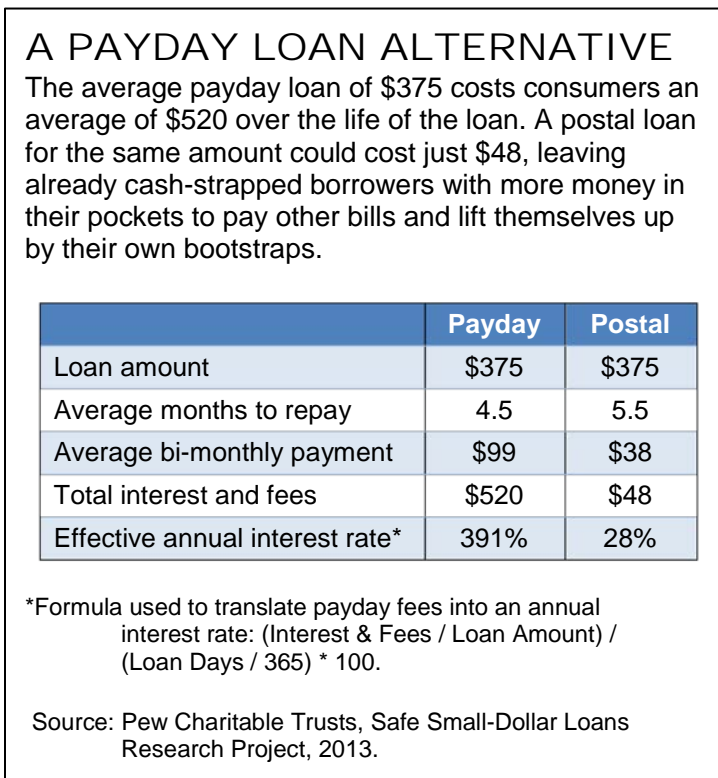 A PAYDAY LOAN ALTERNATIVE
The average payday loan of $375 costs consumers an
average of $520 over the life of the loan. A postal loan
for the same amount could cost just $48, leaving
already cash-strapped borrowers with more money in
their pockets to pay other bills and lift themselves up
by their own bootstraps.
Payday Postal
Loan amount $375 $375
Average months to repay 4.5 5.5
Average bi-monthly payment $99 $38
Total interest and fees $520 $48
Effective annual interest rate* 391% 28%
*Formula used to translate payday fees into an annual
interest rate: (Interest & Fees / Loan Amount) /
(Loan Days / 365) * 100.
Source: Pew Charitable Trusts, Safe Small-Dollar Loans
Research Project, 2013.